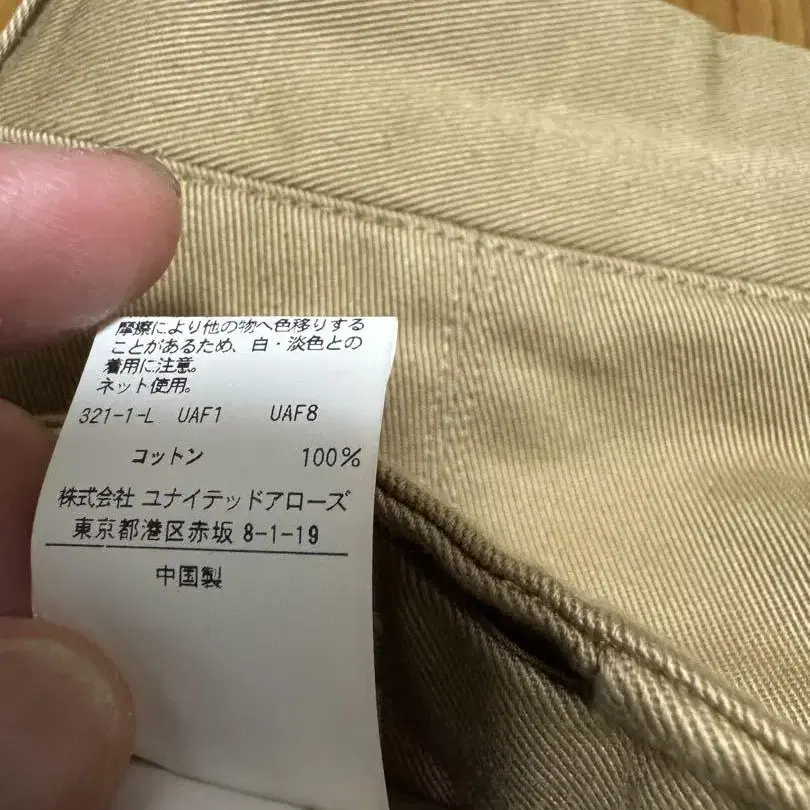 摩擦により他の物へ色移りする
ことがあるため、白・淡色との
着用に注意。
ネット使用。
321-1-L UAF1 UAF8
コットン 100%
株式会社 ユナイテッドアローズ
東京都港区赤坂 8-1-19
中国製